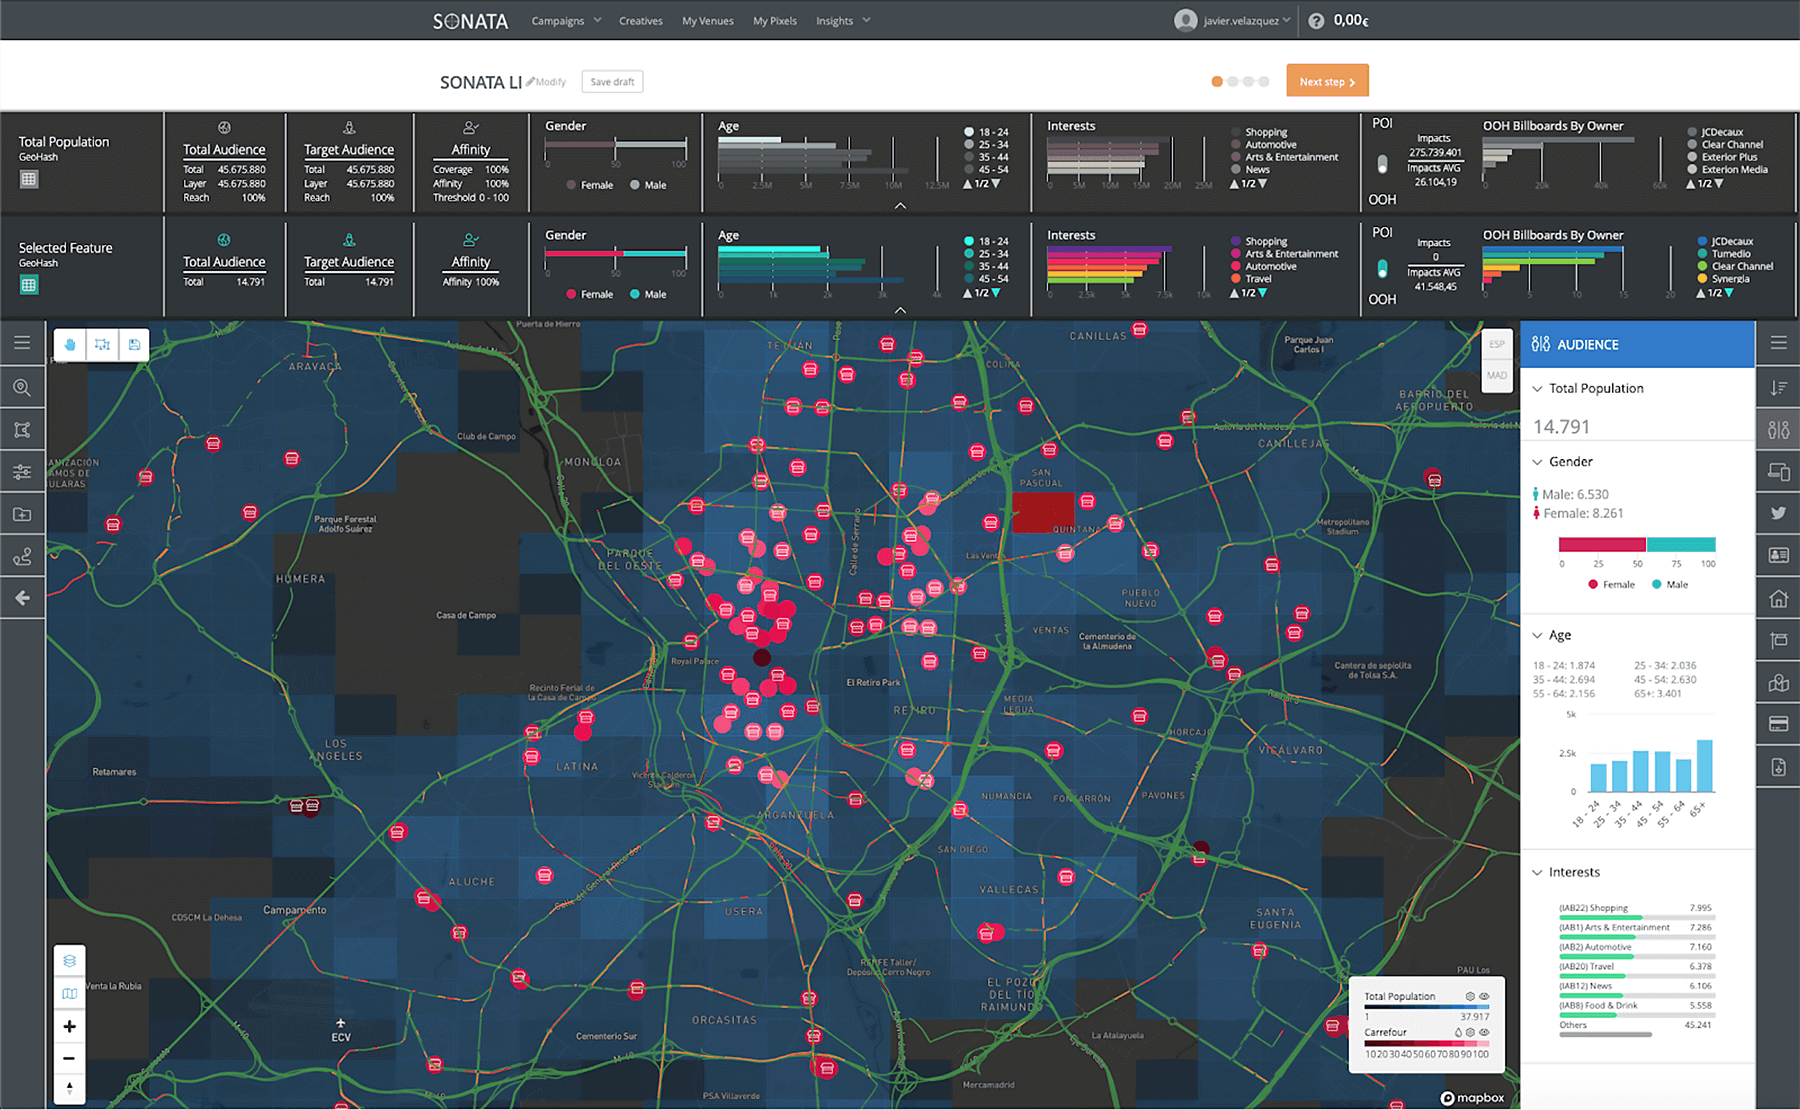 SONATA
Campaigns
Creatives
My Venues
My Pixels
Insights
javier.velazquez
? 0,00€
SONATA LI
Modify
Save draft
Next step
Total Population
GeoHash
Total Audience
Total 45.675.880
Layer 45.675.880
Reach 100%
Target Audience
Total 45.675.880
Layer 45.675.880
Reach 100%
Affinity
Coverage 100%
Affinity 100%
Threshold 0 - 100
Gender
0 50 100
Female Male
Age
0 2.5M 5M 7.5M 10M 12.5M
18 - 24
25 - 34
35 - 44
45 - 54
1/2
Interests
0 5M 10M 15M 20M 25M
Shopping
Automotive
Arts & Entertainment
News
1/2
POI
OOH
Impacts
275.739.401
Impacts AVG
26.104,19
OOH Billboards By Owner
0 20k 40k 60k
JCDecaux
Clear Channel
Exterior Plus
Exterior Media
1/2
Selected Feature
GeoHash
Total Audience
Total 14.791
Target Audience
Total 14.791
Affinity
Affinity 100%
Gender
0 50 100
Female Male
Age
0 1k 2k 3k 4k
18 - 24
25 - 34
35 - 44
45 - 54
1/2
Interests
0 2.5k 5k 7.5k 10k
Shopping
Arts & Entertainment
Automotive
Travel
1/2
POI
OOH
Impacts
0
Impacts AVG
41.548,45
OOH Billboards By Owner
0 5 10 15 20
JCDecaux
Tumedio
Clear Channel
Synergia
1/2
ESP
MAD
Puerta de Hierro
ARAVACA
TETUÁN
CANILLAS
Parque Juan
Carlos I
COLINA
BARRIO DEL
AEROPUERTO
Club de Campo
CANILLEJAS
MONCLOA
SAN
PASCUAL
Parque Forestal
Adolfo Suárez
Calle de Serrano
QUINTANA
Metropolitano
Stadium
PARQUE
DEL OESTE
Las Ventas
HUMERA
PUEBLO
NUEVO
Casa de Campo
VENTAS
Cementerio de
la Almudena
Royal Palace
Cantera de sepiolita
de Tolsa S.A.
El Retiro Park
Recinto Ferial de
la Casa de Campo
MEDIA
LEGUA
RETIRO
HORCAJO
LOS
ÁNGELES
VICÁLVARO
LATINA
Retamares
Vicente Calderón
Stadium
NUMANCIA
FONTARRÓN
PAVONES
ARGANZUELA
SAN DIEGO
ALUCHE
VALLECAS
Campamento
CDSCM La Dehesa
USERA
SANTA
EUGENIA
RENFE Taller/
Depósito Cerro Negro
PAU Los
Venta la Rubia
EL POZO
DEL TÍO
RAIMUNDO
ORCASITAS
ECV
Cementerio Sur
La Atalayuela
M-40
Mercamadrid
PSA Villaverde
Total Population
1 37.917
Carrefour
10 20 30 40 50 60 70 80 90 100
mapbox
AUDIENCE
Total Population
14.791
Gender
Male: 6.530
Female: 8.261
0 25 50 75 100
Female Male
Age
18 - 24: 1.874 25 - 34: 2.036
35 - 44: 2.694 45 - 54: 2.630
55 - 64: 2.156 65+: 3.401
5k
2.5k
0
18 - 24 25 - 34 35 - 44 45 - 54 55 - 64 65+
Interests
(IAB22) Shopping 7.995
(IAB1) Arts & Entertainment 7.286
(IAB2) Automotive 7.160
(IAB20) Travel 6.378
(IAB12) News 6.106
(IAB8) Food & Drink 5.558
Others 45.241